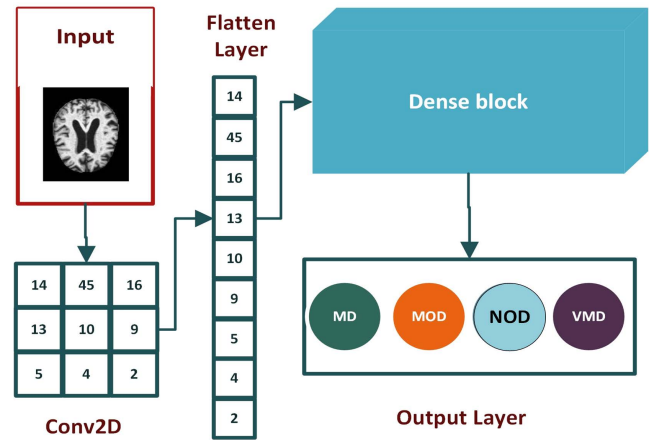 Input
Flatten
Layer
Dense block
14
45
16
13
10
9
5
4
2
14 45 16
13 10 9
5 4 2
Conv2D
MD MOD NOD VMD
Output Layer